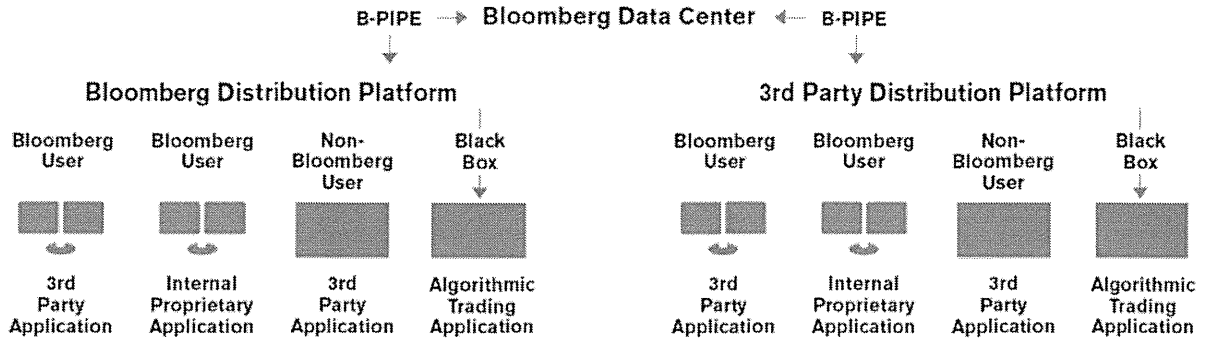 B-PIPE Bloomberg Data Center B-PIPE
Bloomberg Distribution Platform
3rd Party Distribution Platform
Bloomberg
User
Bloomberg
User
Non-
Bloomberg
User
Black
Box
Bloomberg
User
Bloomberg
User
Non-
Bloomberg
User
Black
Box
3rd
Party
Application
Internal
Proprietary
Application
3rd
Party
Application
Algorithmic
Trading
Application
3rd
Party
Application
Internal
Proprietary
Application
3rd
Party
Application
Algorithmic
Trading
Application